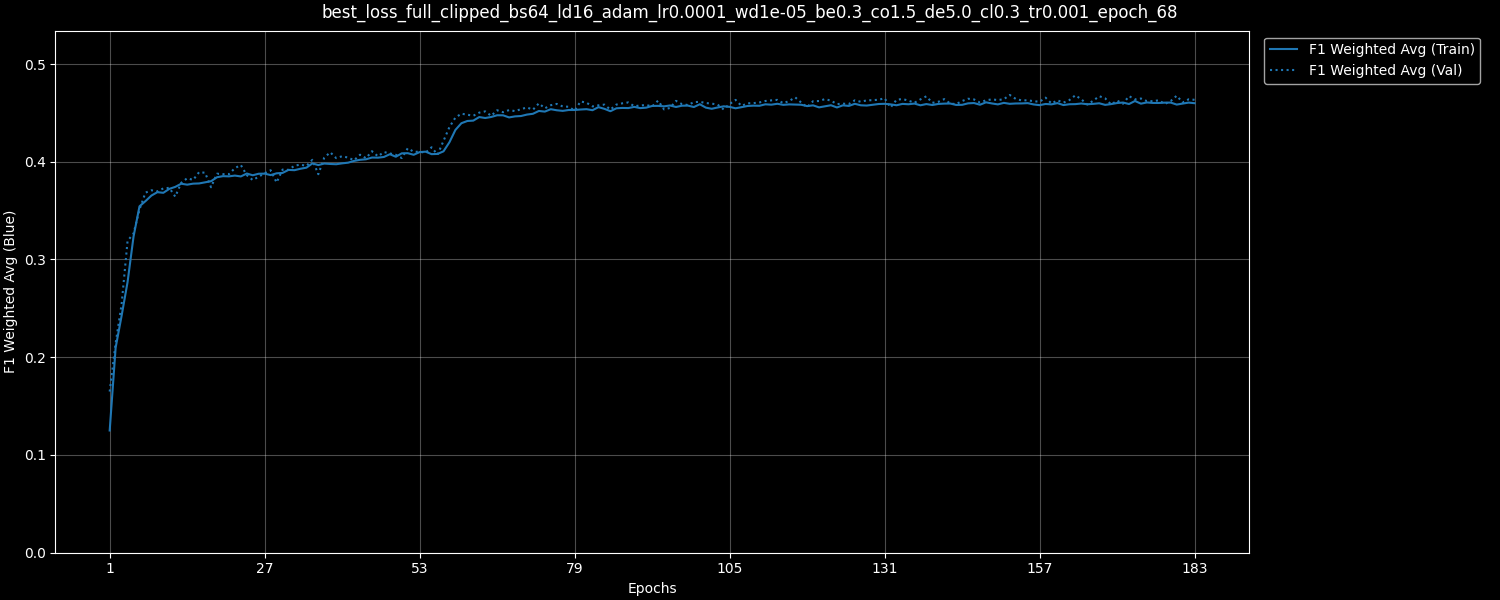 best_loss_full_clipped_bs64_ld16_adam_lr0.0001_wd1e-05_be0.3_co1.5_de5.0_cl0.3_tr0.001_epoch_68
F1 Weighted Avg (Train)
F1 Weighted Avg (Val)
F1 Weighted Avg (Blue)
0.5
0.4
0.3
0.2
0.1
0.0
1 27 53 79 105 131 157 183
Epochs